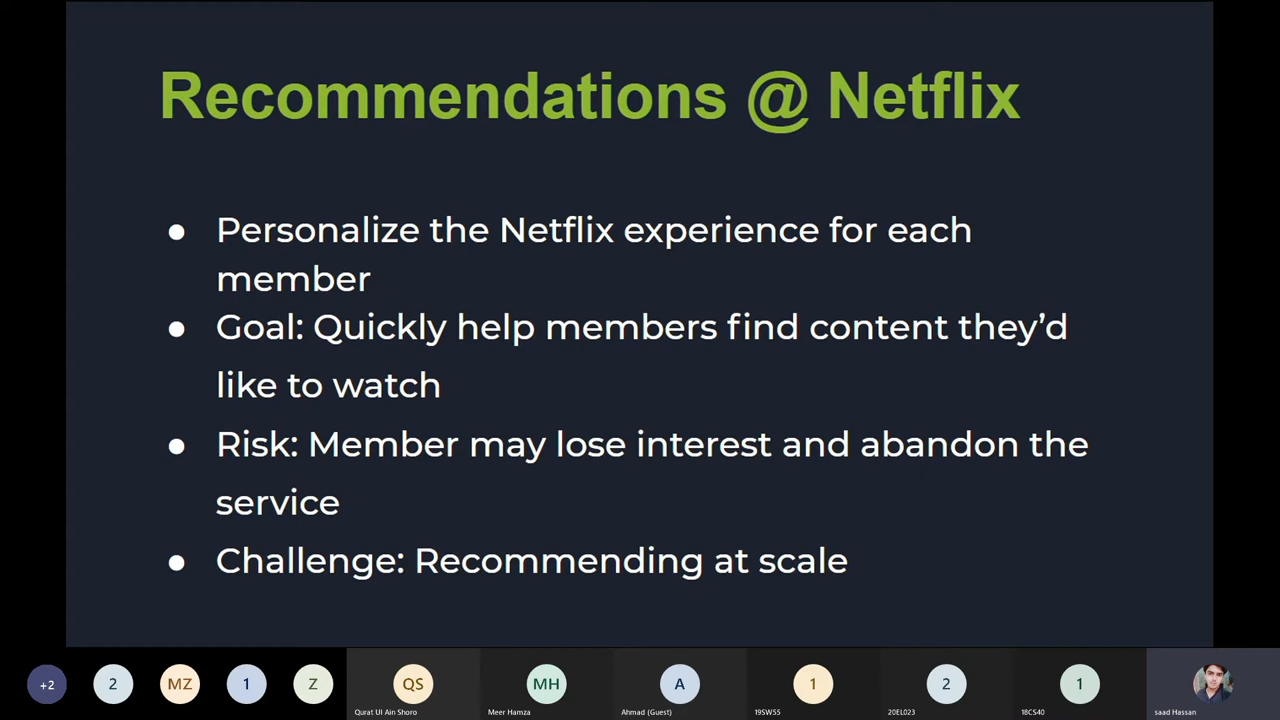 Recommendations @ Netflix
● Personalize the Netflix experience for each
member
● Goal: Quickly help members find content they’d
like to watch
● Risk: Member may lose interest and abandon the
service
● Challenge: Recommending at scale
+2
2
MZ
1
Z
QS
MH
A
1
2
1
Qurat Ul Ain Shoro
Meer Hamza
Ahmad (Guest)
19SW55
20EL023
18CS40
saad Hassan